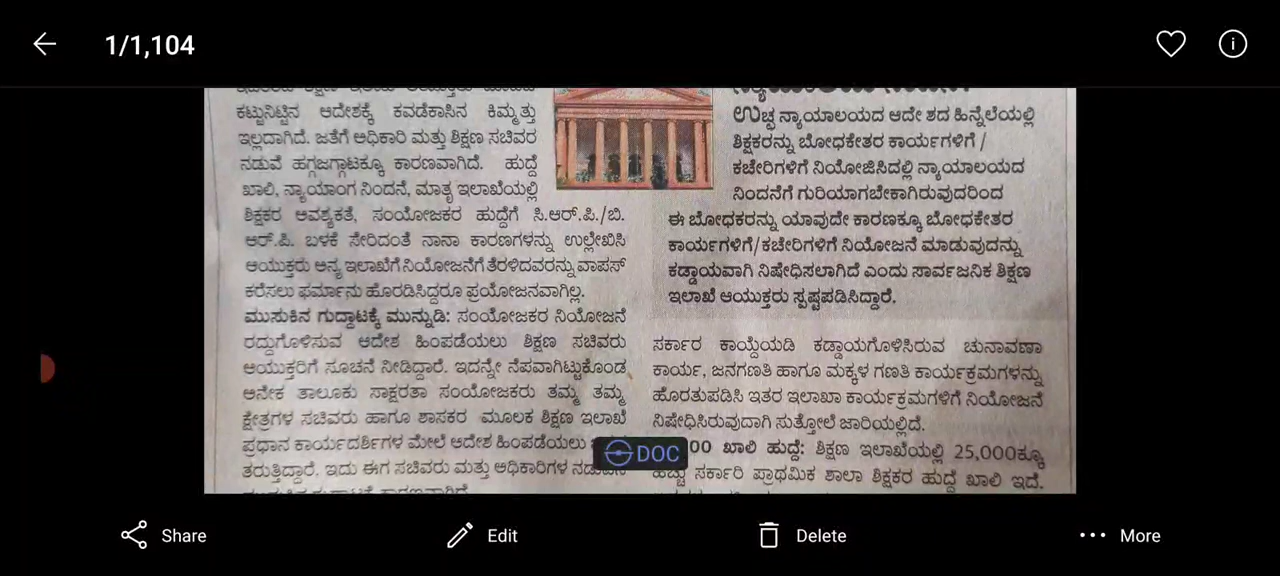 1/1,104
ಕಟ್ಟುನಿಟ್ಟಿನ ಆದೇಶಕ್ಕೆ ಕವಡೆಕಾಸಿನ ಕಿಮ್ಮತ್ತು
ಇಲ್ಲದಾಗಿದೆ. ಜತೆಗೆ ಅಧಿಕಾರಿ ಮತ್ತು ಶಿಕ್ಷಣ ಸಚಿವರ
ನಡುವೆ ಹಗ್ಗಜಗ್ಗಾಟಕ್ಕೂ ಕಾರಣವಾಗಿದೆ. ಹುದ್ದೆ
ಖಾಲಿ, ನ್ಯಾಯಾಂಗ ನಿಂದನೆ, ಮಾತೃ ಇಲಾಖೆಯಲ್ಲಿ
ಶಿಕ್ಷಕರ ಅವಶ್ಯಕತೆ, ಸಂಯೋಜಕರ ಹುದ್ದೆಗೆ ಸಿ.ಆರ್.ಪಿ./ಬಿ.
ಆರ್.ಪಿ. ಬಳಕೆ ಸೇರಿದಂತೆ ನಾನಾ ಕಾರಣಗಳನ್ನು ಉಲ್ಲೇಖಿಸಿ
ಆಯುಕ್ತರು ಅನ್ಯ ಇಲಾಖೆಗೆ ನಿಯೋಜನೆಗೆ ತೆರಳಿದವರನ್ನು ವಾಪಸ್
ಕರೆಸಲು ಫರ್ಮಾನು ಹೊರಡಿಸಿದ್ದರೂ ಪ್ರಯೋಜನವಾಗಿಲ್ಲ.
ಮುಸುಕಿನ ಗುದ್ದಾಟಕ್ಕೆ ಮುನ್ನುಡಿ: ಸಂಯೋಜಕರ ನಿಯೋಜನೆ
ರದ್ದುಗೊಳಿಸುವ ಆದೇಶ ಹಿಂಪಡೆಯಲು ಶಿಕ್ಷಣ ಸಚಿವರು
ಆಯುಕ್ತರಿಗೆ ಸೂಚನೆ ನೀಡಿದ್ದಾರೆ. ಇದನ್ನೇ ನೆಪವಾಗಿಟ್ಟುಕೊಂಡ
ಅನೇಕ ತಾಲೂಕು ಸಾಕ್ಷರತಾ ಸಂಯೋಜಕರು ತಮ್ಮ ತಮ್ಮ
ಕ್ಷೇತ್ರಗಳ ಸಚಿವರು ಹಾಗೂ ಶಾಸಕರ ಮೂಲಕ ಶಿಕ್ಷಣ ಇಲಾಖೆ
ಪ್ರಧಾನ ಕಾರ್ಯದರ್ಶಿಗಳ ಮೇಲೆ ಆದೇಶ ಹಿಂಪಡೆಯಲು
ತರುತ್ತಿದ್ದಾರೆ. ಇದು ಈಗ ಸಚಿವರು ಮತ್ತು ಅಧಿಕಾರಿಗಳ
ಉಚ್ಛ ನ್ಯಾಯಾಲಯದ ಆದೇ ಶದ ಹಿನ್ನೆಲೆಯಲ್ಲಿ
ಶಿಕ್ಷಕರನ್ನು ಬೋಧಕೇತರ ಕಾರ್ಯಗಳಿಗೆ /
ಕಚೇರಿಗಳಿಗೆ ನಿಯೋಜಿಸಿದಲ್ಲಿ ನ್ಯಾಯಾಲಯದ
ನಿಂದನೆಗೆ ಗುರಿಯಾಗಬೇಕಾಗಿರುವುದರಿಂದ
ಈ ಬೋಧಕರನ್ನು ಯಾವುದೇ ಕಾರಣಕ್ಕೂ ಬೋಧಕೇತರ
ಕಾರ್ಯಗಳಿಗೆ/ಕಚೇರಿಗಳಿಗೆ ನಿಯೋಜನೆ ಮಾಡುವುದನ್ನು
ಕಡ್ಡಾಯವಾಗಿ ನಿಷೇಧಿಸಲಾಗಿದೆ ಎಂದು ಸಾರ್ವಜನಿಕ ಶಿಕ್ಷಣ
ಇಲಾಖೆ ಆಯುಕ್ತರು ಸ್ಪಷ್ಟಪಡಿಸಿದ್ದಾರೆ.
ಸರ್ಕಾರ ಕಾಯ್ದೆಯಡಿ ಕಡ್ಡಾಯಗೊಳಿಸಿರುವ ಚುನಾವಣಾ
ಕಾರ್ಯ, ಜನಗಣತಿ ಹಾಗೂ ಮಕ್ಕಳ ಗಣತಿ ಕಾರ್ಯಕ್ರಮಗಳನ್ನು
ಹೊರತುಪಡಿಸಿ ಇತರ ಇಲಾಖಾ ಕಾರ್ಯಕ್ರಮಗಳಿಗೆ ನಿಯೋಜನೆ
ನಿಷೇಧಿಸಿರುವುದಾಗಿ ಸುತ್ತೋಲೆ ಜಾರಿಯಲ್ಲಿದೆ.
00 ಖಾಲಿ ಹುದ್ದೆ: ಶಿಕ್ಷಣ ಇಲಾಖೆಯಲ್ಲಿ 25,000ಕ್ಕೂ
ಹೆಚ್ಚು ಸರ್ಕಾರಿ ಪ್ರಾಥಮಿಕ ಶಾಲಾ ಶಿಕ್ಷಕರ ಹುದ್ದೆ ಖಾಲಿ ಇದೆ.
DOC
Share
Edit
Delete
More